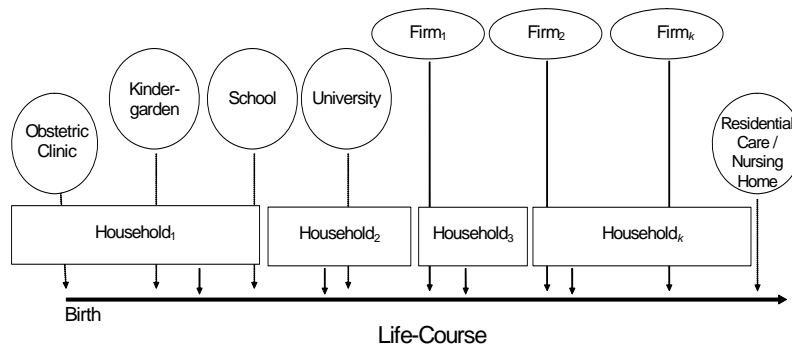 Firm₁
Firm₂
Firmₖ
Kinder-
garden
School
University
Obstetric
Clinic
Residential
Care /
Nursing
Home
Household₁
Household₂
Household₃
Householdₖ
Birth
Life-Course